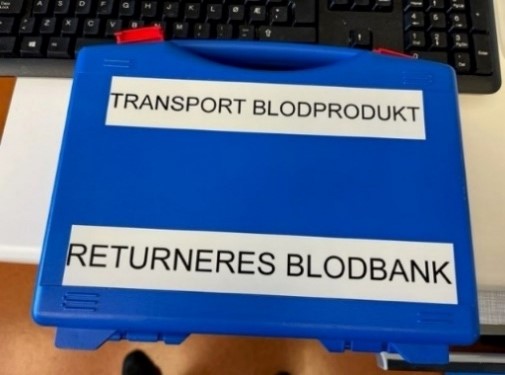 TRANSPORT BLODPRODUKT
RETURNERES BLODBANK